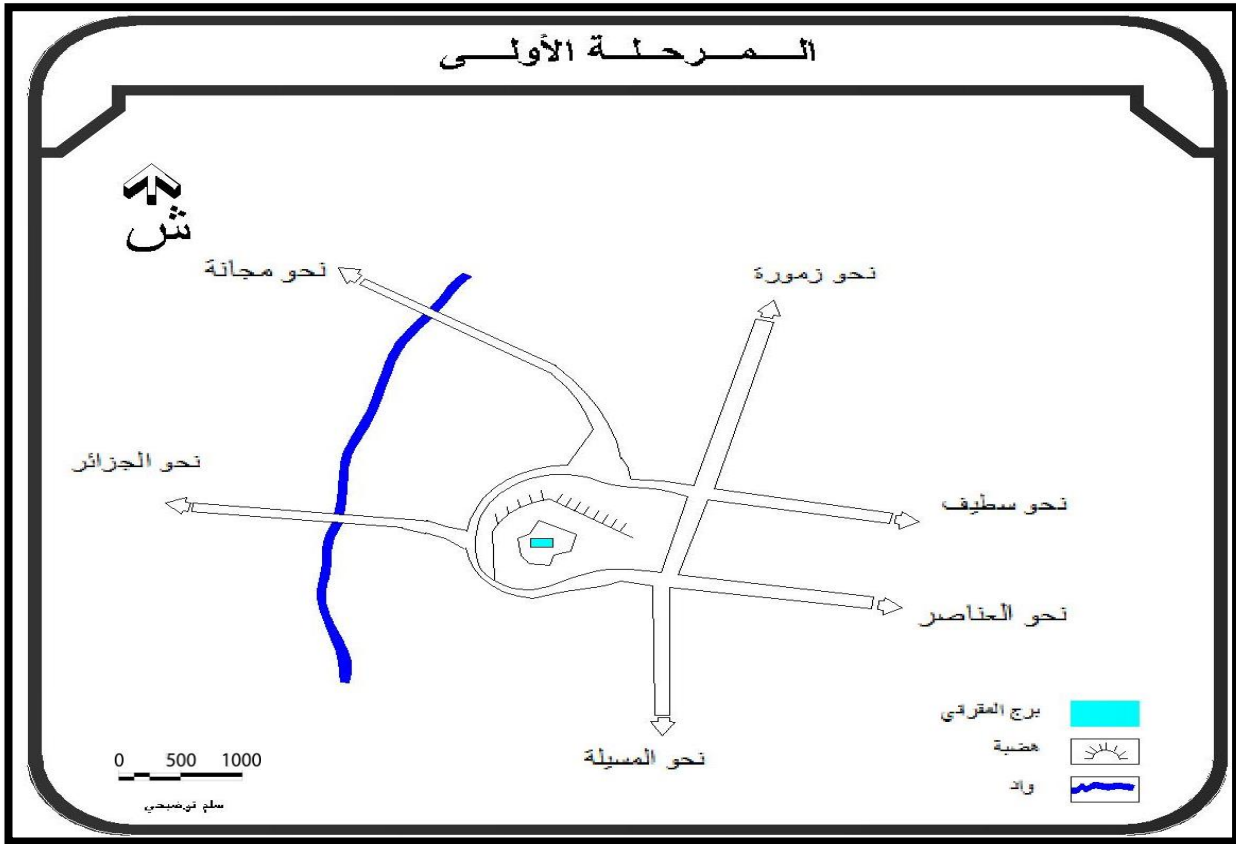 الـــمـــرحـــلـــة الأولـــى
ش
نحو مجانة
نحو زمورة
نحو الجزائر
نحو سطيف
نحو العناصر
نحو المسيلة
برج المقراني
هضبة
واد
0 500 1000
سلم توضيحي